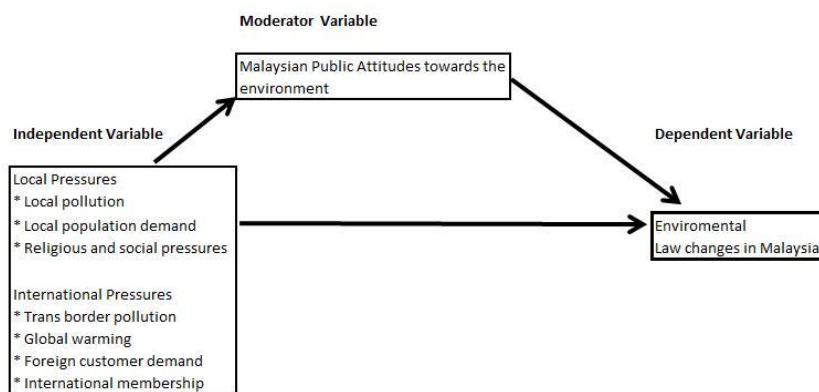 Moderator Variable
Malaysian Public Attitudes towards the
environment
Independent Variable
Dependent Variable
Local Pressures
* Local pollution
* Local population demand
* Religious and social pressures
International Pressures
* Trans border pollution
* Global warming
* Foreign customer demand
* International membership
Enviromental
Law changes in Malaysia